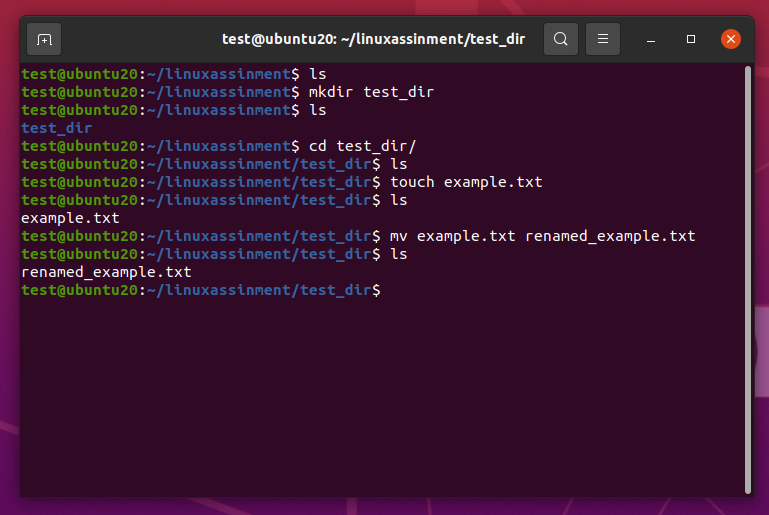 test@ubuntu20: ~/linuxassinment/test_dir
test@ubuntu20:~/linuxassinment$ ls
test@ubuntu20:~/linuxassinment$ mkdir test_dir
test@ubuntu20:~/linuxassinment$ ls
test_dir
test@ubuntu20:~/linuxassinment$ cd test_dir/
test@ubuntu20:~/linuxassinment/test_dir$ ls
test@ubuntu20:~/linuxassinment/test_dir$ touch example.txt
test@ubuntu20:~/linuxassinment/test_dir$ ls
example.txt
test@ubuntu20:~/linuxassinment/test_dir$ mv example.txt renamed_example.txt
test@ubuntu20:~/linuxassinment/test_dir$ ls
renamed_example.txt
test@ubuntu20:~/linuxassinment/test_dir$